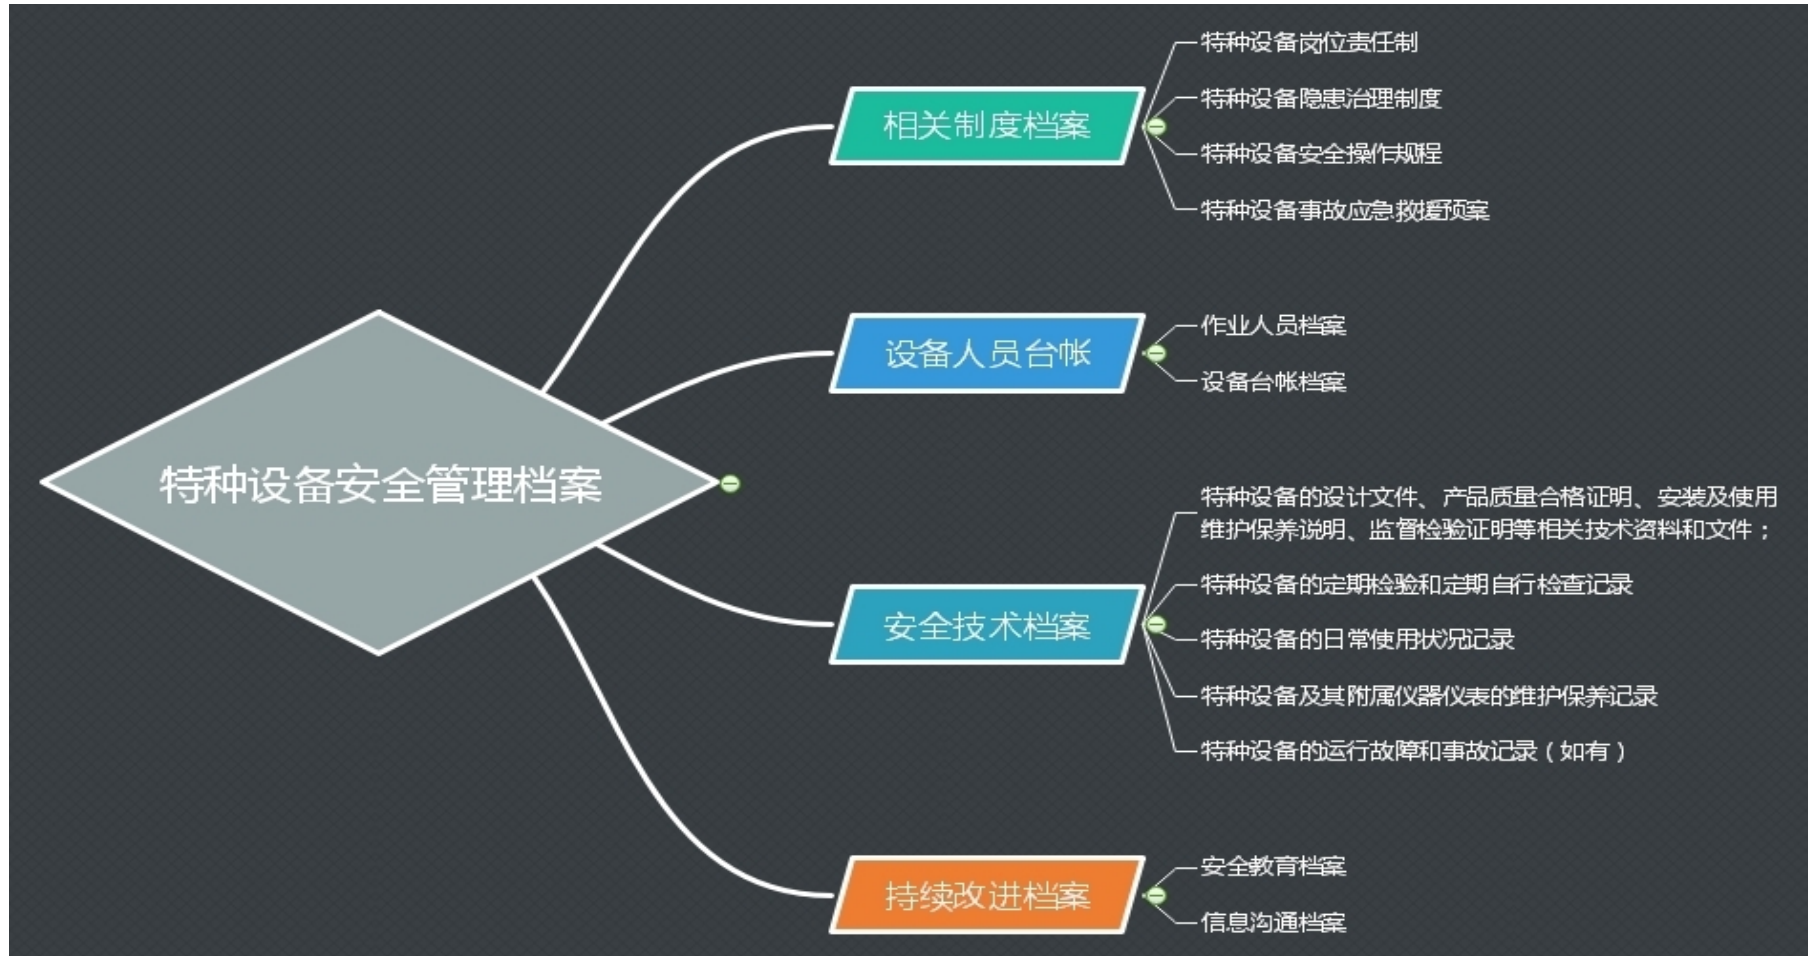 特种设备安全管理档案
相关制度档案
特种设备岗位责任制
特种设备隐患治理制度
特种设备安全操作规程
特种设备事故应急救援预案
设备人员台帐
作业人员档案
设备台帐档案
安全技术档案
特种设备的设计文件、产品质量合格证明、安装及使用
维护保养说明、监督检验证明等相关技术资料和文件；
特种设备的定期检验和定期自行检查记录
特种设备的日常使用状况记录
特种设备及其附属仪器仪表的维护保养记录
特种设备的运行故障和事故记录（如有）
持续改进档案
安全教育档案
信息沟通档案